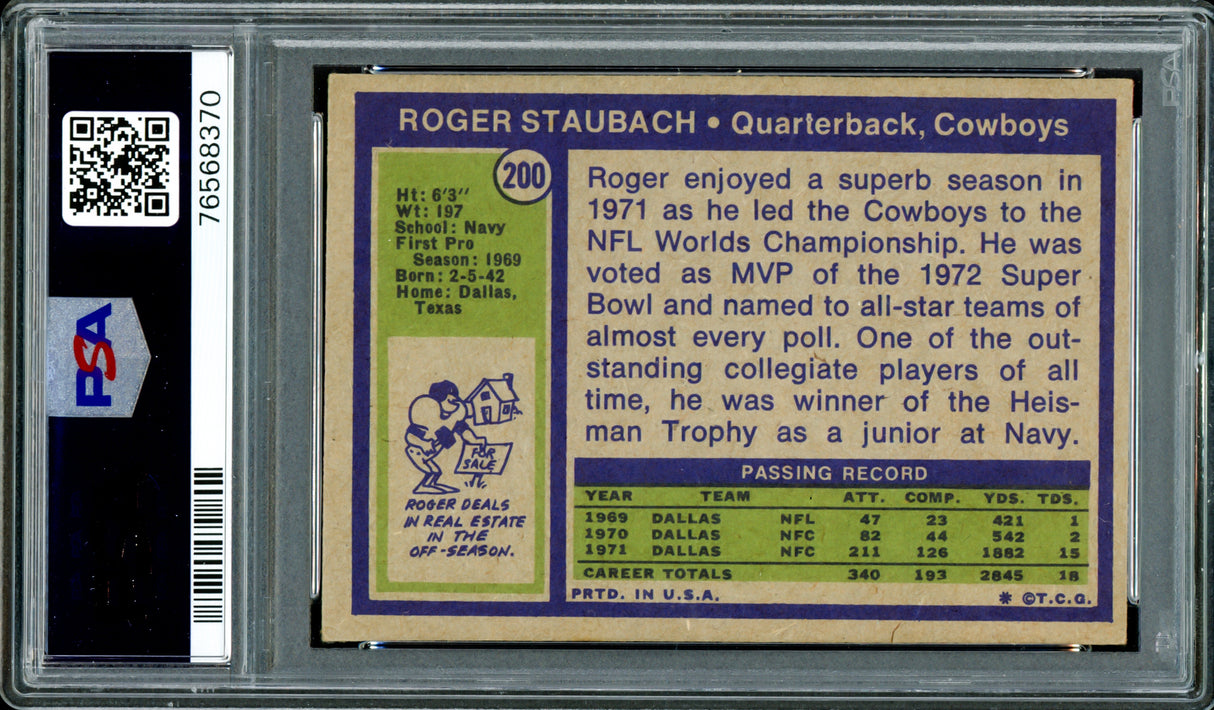 76568370
PSA
ROGER STAUBACH • Quarterback, Cowboys
200
Ht: 6'3''
Wt: 197
School: Navy
First Pro
Season: 1969
Born: 2-5-42
Home: Dallas,
Texas
FOR
SALE
ROGER DEALS
IN REAL ESTATE
IN THE
OFF-SEASON.
Roger enjoyed a superb season in
1971 as he led the Cowboys to the
NFL Worlds Championship. He was
voted as MVP of the 1972 Super
Bowl and named to all-star teams of
almost every poll. One of the out-
standing collegiate players of all
time, he was winner of the Heis-
man Trophy as a junior at Navy.
PASSING RECORD
YEAR TEAM ATT. COMP. YDS. TDS.
1969 DALLAS NFL 47 23 421 1
1970 DALLAS NFC 82 44 542 2
1971 DALLAS NFC 211 126 1882 15
CAREER TOTALS 340 193 2845 18
PRTD. IN U.S.A. * ©T.C.G.
PSA